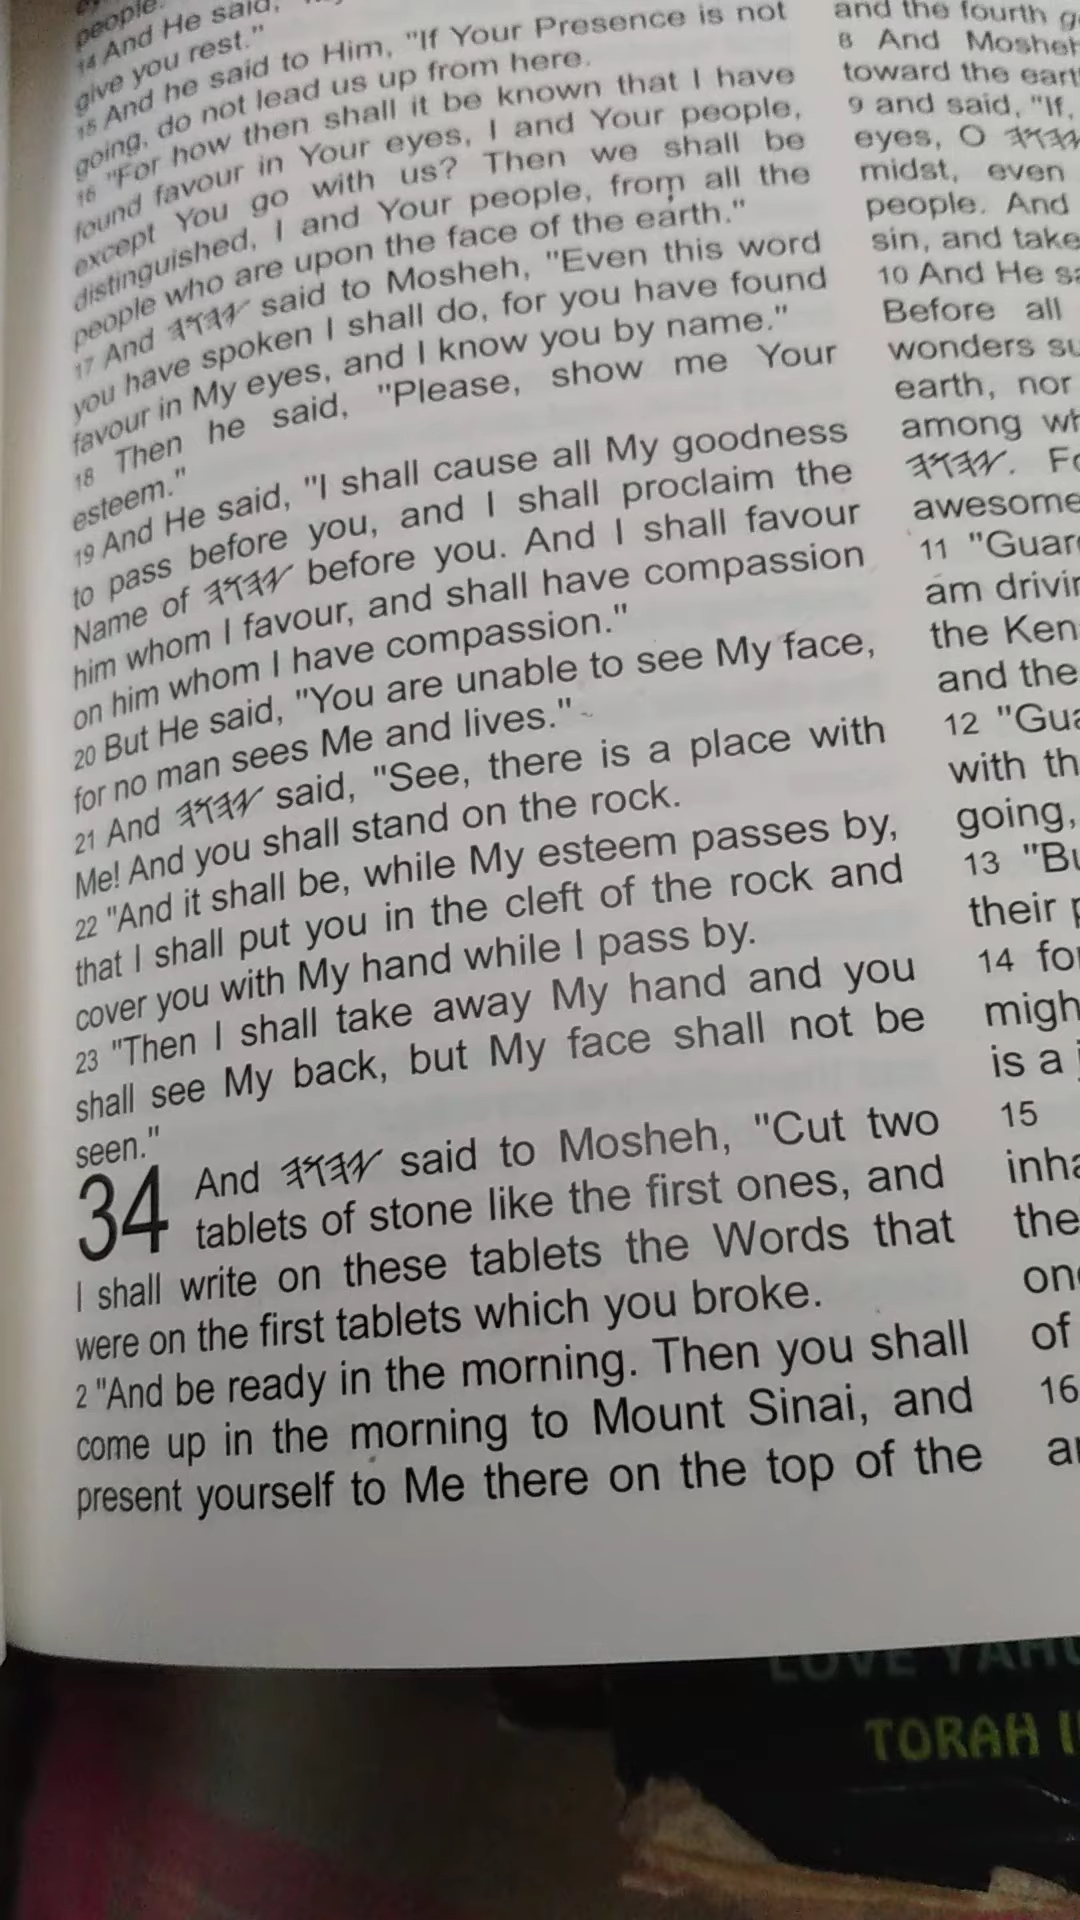 people.
14 And He said,
give you rest."
15 And he said to Him, "If Your Presence is not
going, do not lead us up from here.
16 "For how then shall it be known that I have
found favour in Your eyes, I and Your people,
except You go with us? Then we shall be
distinguished, I and Your people, from all the
people who are upon the face of the earth."
17 And 𐤉𐤄𐤅𐤄 said to Mosheh, "Even this word
you have spoken I shall do, for you have found
favour in My eyes, and I know you by name."
18 Then he said, "Please, show me Your
esteem."
19 And He said, "I shall cause all My goodness
to pass before you, and I shall proclaim the
Name of 𐤉𐤄𐤅𐤄 before you. And I shall favour
him whom I favour, and shall have compassion
on him whom I have compassion."
20 But He said, "You are unable to see My face,
for no man sees Me and lives."
21 And 𐤉𐤄𐤅𐤄 said, "See, there is a place with
Me! And you shall stand on the rock.
22 "And it shall be, while My esteem passes by,
that I shall put you in the cleft of the rock and
cover you with My hand while I pass by.
23 "Then I shall take away My hand and you
shall see My back, but My face shall not be
seen."
34 And 𐤉𐤄𐤅𐤄 said to Mosheh, "Cut two
tablets of stone like the first ones, and
I shall write on these tablets the Words that
were on the first tablets which you broke.
2 "And be ready in the morning. Then you shall
come up in the morning to Mount Sinai, and
present yourself to Me there on the top of the
and the fourth
8 And Mosheh
toward the
9 and said, "If,
eyes, O 𐤉𐤄𐤅𐤄
midst, even
people. And
sin, and take
10 And He
Before all
wonders
earth, nor
among
𐤉𐤄𐤅𐤄.
awesome
11
am
the
and the
12
with
going,
13
their
14
is a
15
the
of
16
LOVE
TORAH